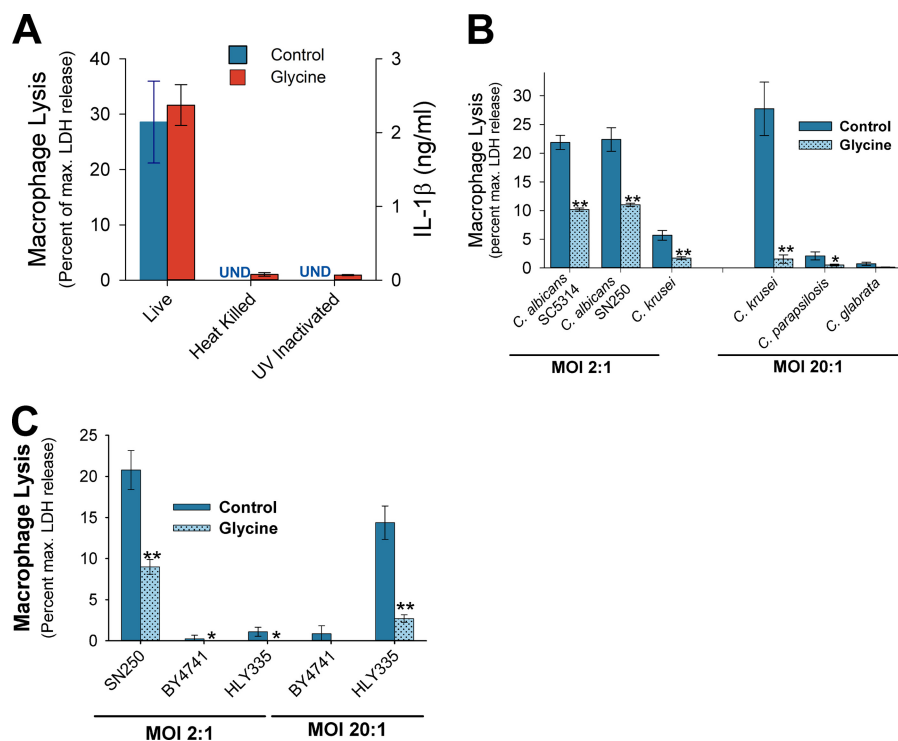 A
Macrophage Lysis
(Percent of max. LDH release)
40
30
20
10
0
Control
Glycine
3
2
1
0
IL-1β (ng/ml)
UND
UND
Live
Heat Killed
UV Inactivated
B
Macrophage Lysis
(percent max. LDH release)
30
25
20
15
10
5
0
Control
Glycine
**
**
**
**
*
C. albicans
SC5314
C. albicans
SN250
C. krusei
C. krusei
C. parapsilosis
C. glabrata
MOI 2:1
MOI 20:1
C
Macrophage Lysis
(Percent max. LDH release)
25
20
15
10
5
0
Control
Glycine
**
*
*
**
SN250
BY4741
HLY335
BY4741
HLY335
MOI 2:1
MOI 20:1